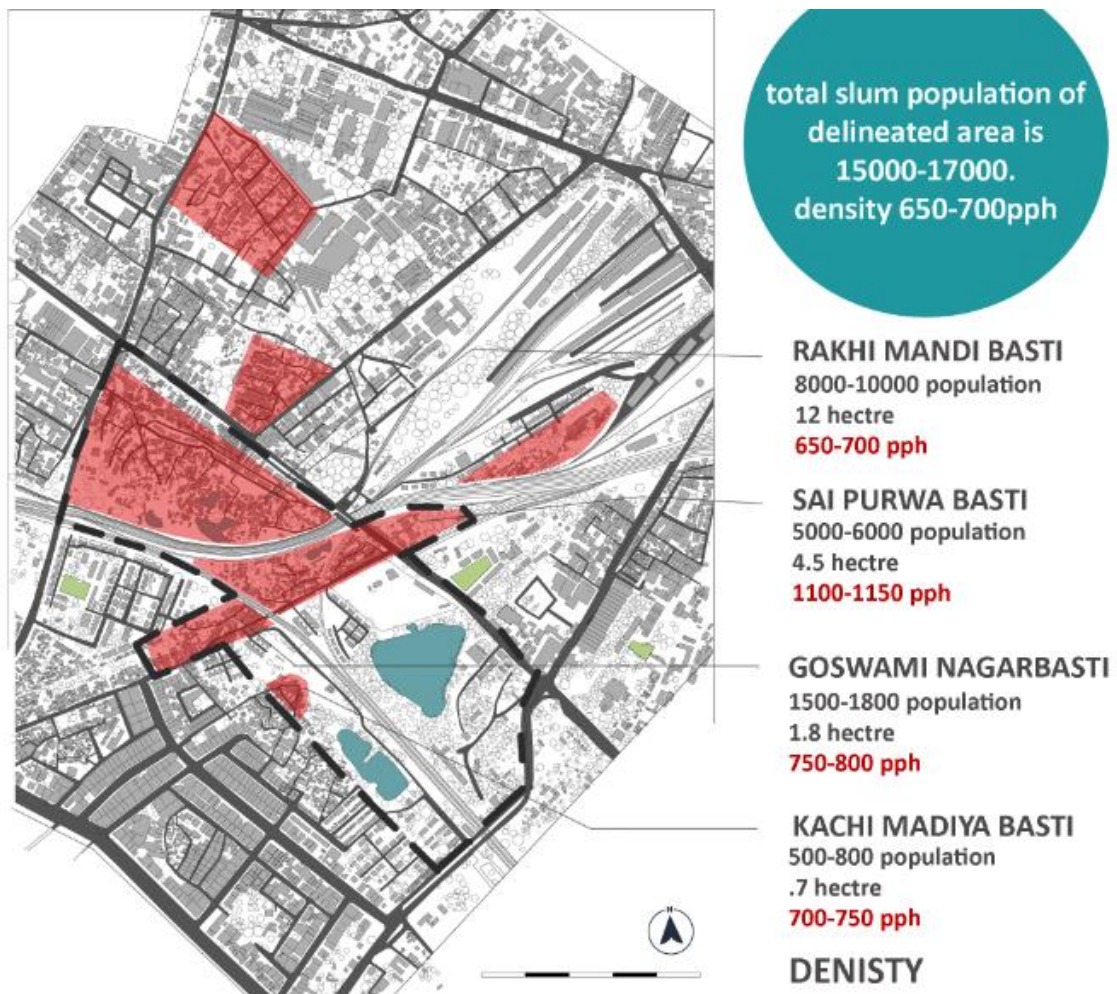 total slum population of
delineated area is
15000-17000.
density 650-700pph
RAKHI MANDI BASTI
8000-10000 population
12 hectre
650-700 pph
SAI PURWA BASTI
5000-6000 population
4.5 hectre
1100-1150 pph
GOSWAMI NAGARBASTI
1500-1800 population
1.8 hectre
750-800 pph
KACHI MADIYA BASTI
500-800 population
.7 hectre
700-750 pph
N
DENISTY